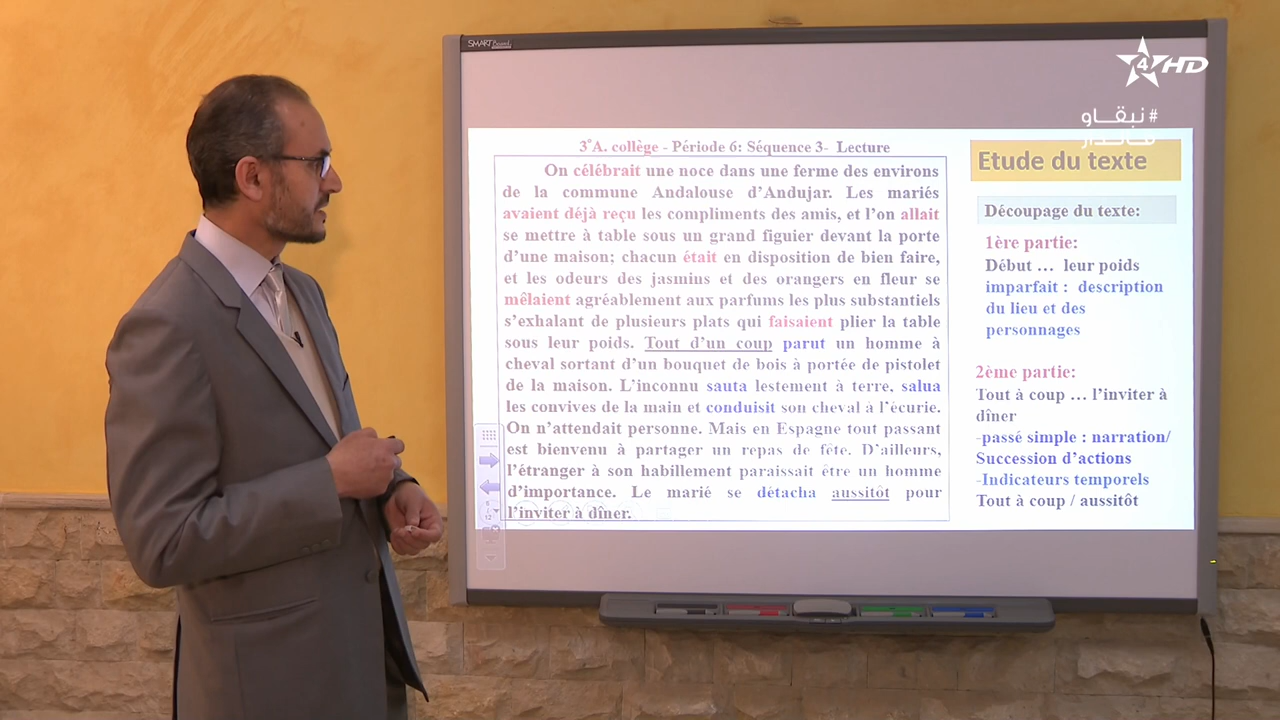 SMART Board
4HD
#نبقاو
3°A. collège - Période 6: Séquence 3- Lecture
On célébrait une noce dans une ferme des environs
de la commune Andalouse d'Andujar. Les mariés
avaient déjà reçu les compliments des amis, et l'on allait
se mettre à table sous un grand figuier devant la porte
d'une maison; chacun était en disposition de bien faire,
et les odeurs des jasmins et des orangers en fleur se
mêlaient agréablement aux parfums les plus substantiels
s'exhalant de plusieurs plats qui faisaient plier la table
sous leur poids. Tout d'un coup parut un homme à
cheval sortant d'un bouquet de bois à portée de pistolet
de la maison. L'inconnu sauta lestement à terre, salua
les convives de la main et conduisit son cheval à l'écurie.
On n'attendait personne. Mais en Espagne tout passant
est bienvenu à partager un repas de fête. D'ailleurs,
l'étranger à son habillement paraissait être un homme
d'importance. Le marié se détacha aussitôt pour
l'inviter à dîner.
Etude du texte
Découpage du texte:
1ère partie:
Début … leur poids
imparfait : description
du lieu et des
personnages
2ème partie:
Tout à coup … l'inviter à
dîner
-passé simple : narration/
Succession d'actions
-Indicateurs temporels
Tout à coup / aussitôt